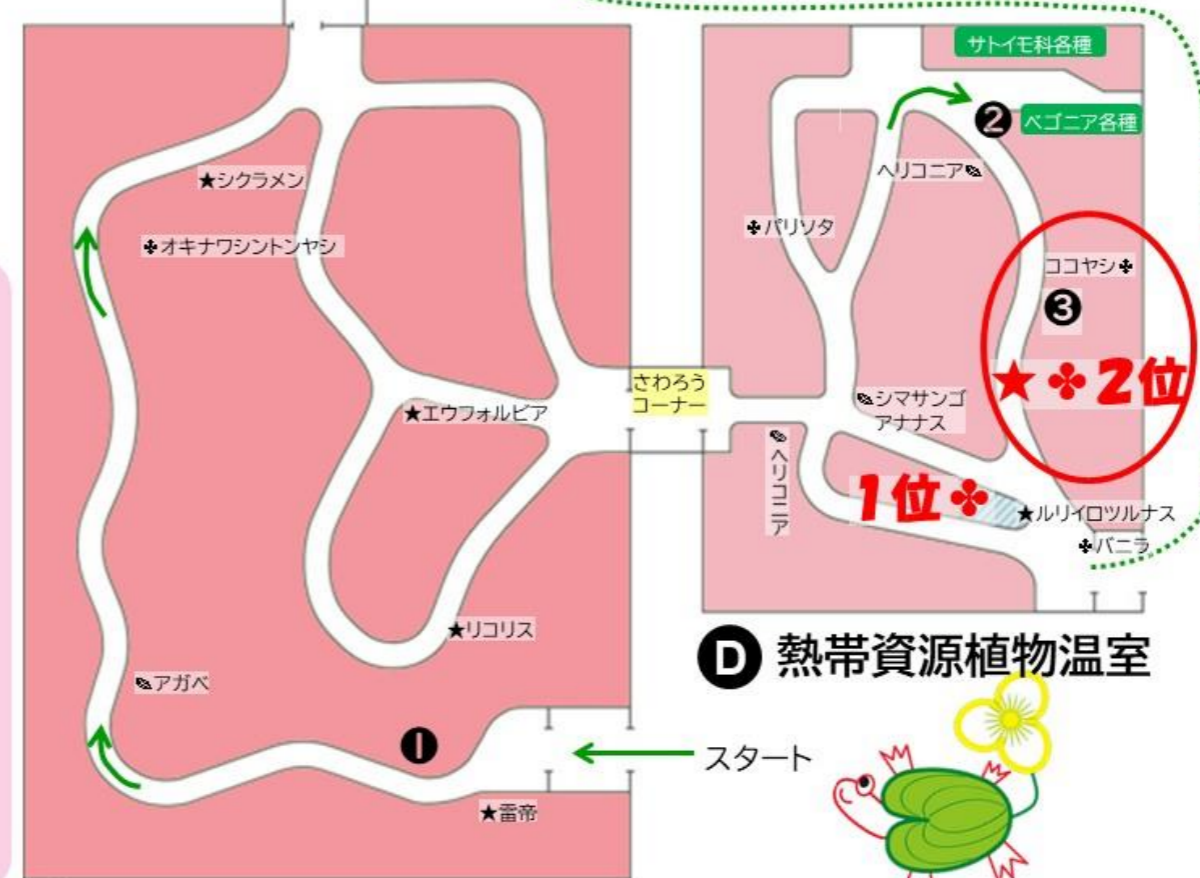 サトイモ科各種
❷ ベゴニア各種
★シクラメン
ヘリコニア
パリソタ
オキナワシントンヤシ
ココヤシ
❸
★ 2位
さわろう
コーナー
★エウフォルビア
シマサンゴ
アナナス
ヘリコニア
1位
★ルリイロツルナス
バニラ
★リコリス
D 熱帯資源植物温室
アガベ
❶
スタート
★雷帝